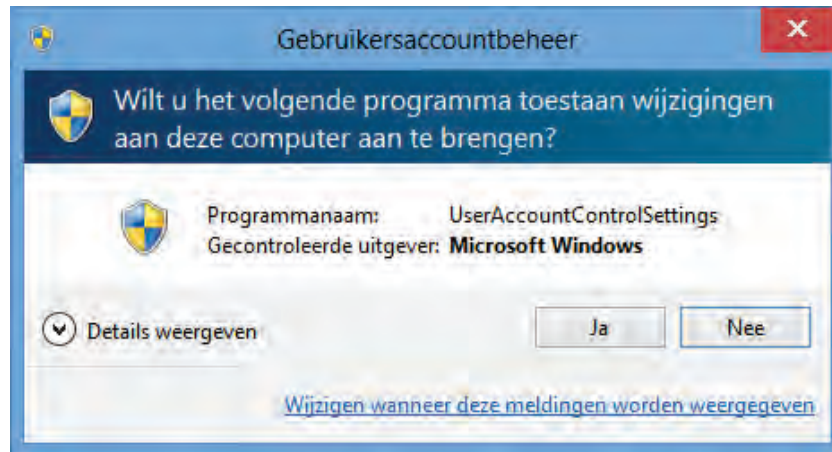 Gebruikersaccountbeheer
Wilt u het volgende programma toestaan wijzigingen
aan deze computer aan te brengen?
Programmanaam: UserAccountControlSettings
Gecontroleerde uitgever: Microsoft Windows
Details weergeven
Ja Nee
Wijzigen wanneer deze meldingen worden weergegeven